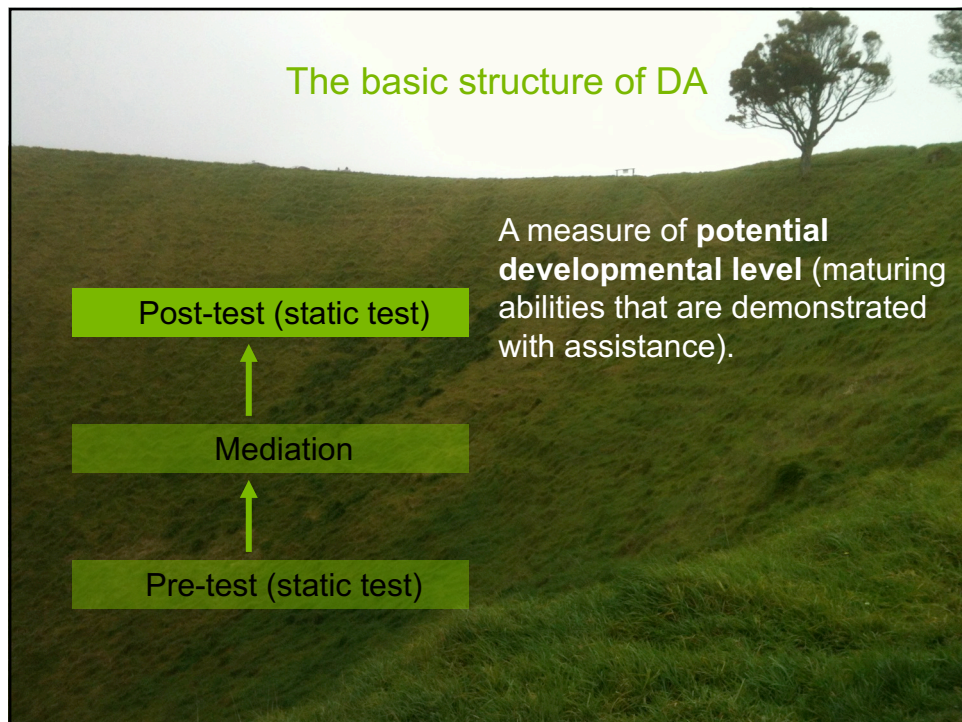 The basic structure of DA
A measure of potential
developmental level (maturing
abilities that are demonstrated
with assistance).
Post-test (static test)
Mediation
Pre-test (static test)